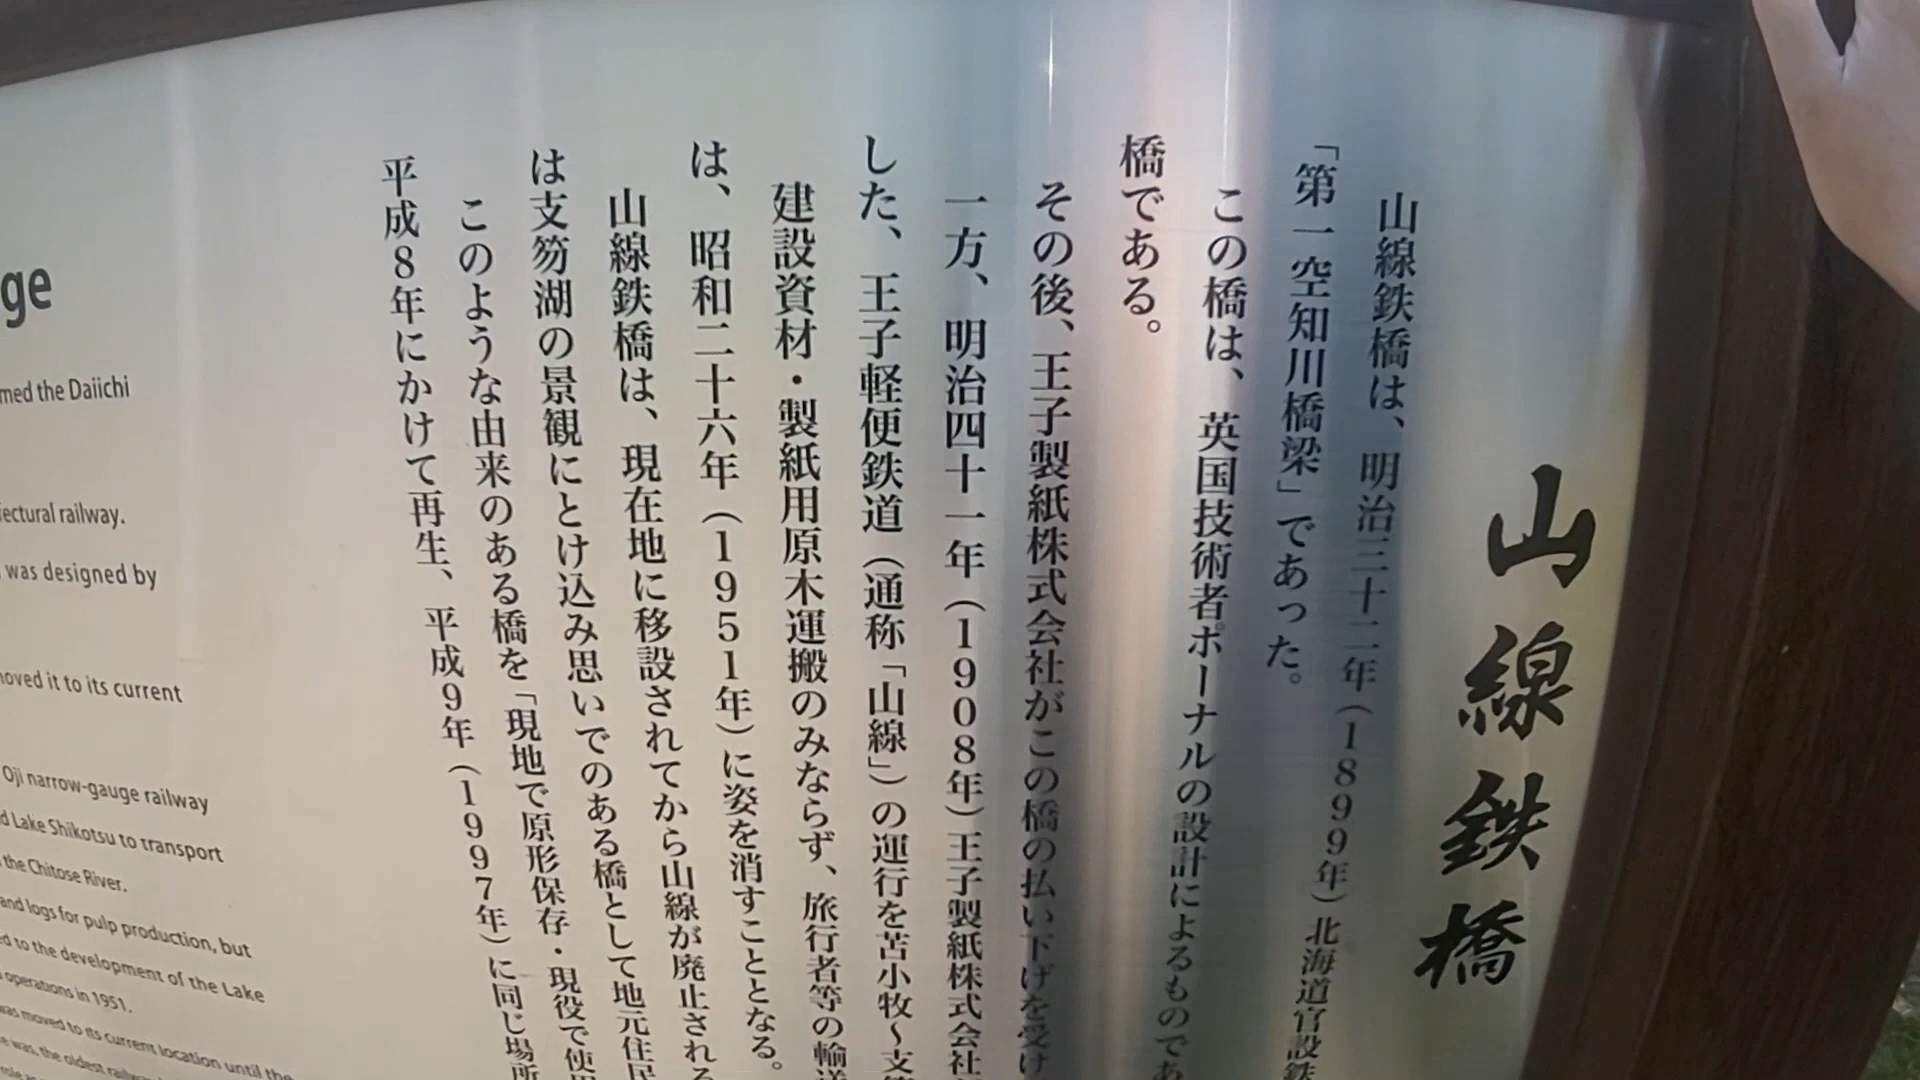 山線鉄橋
山線鉄橋は、明治三十二年（1899年）北海道官設鉄
「第一空知川橋梁」であった。
この橋は、英国技術者ポーナルの設計によるものであ
橋である。
その後、王子製紙株式会社がこの橋の払い下げを受け
一方、明治四十一年（1908年）王子製紙株式会社
した、王子軽便鉄道（通称「山線」）の運行を苫小牧～支
建設資材・製紙用原木運搬のみならず、旅行者等の輸送
は、昭和二十六年（1951年）に姿を消すこととなる。
山線鉄橋は、現在地に移設されてから山線が廃止される
は支笏湖の景観にとけ込み思いでのある橋として地元住民
このような由来のある橋を「現地で原形保存・現役で使用
平成8年にかけて再生、平成9年（1997年）に同じ場所
ge
med the Daiichi
ectural railway.
was designed by
oved it to its current
Oji narrow-gauge railway
d Lake Shikotsu to transport
the Chitose River.
and logs for pulp production, but
ed to the development of the Lake
operations in 1951.
was moved to its current location until the
e was, the oldest railway
role